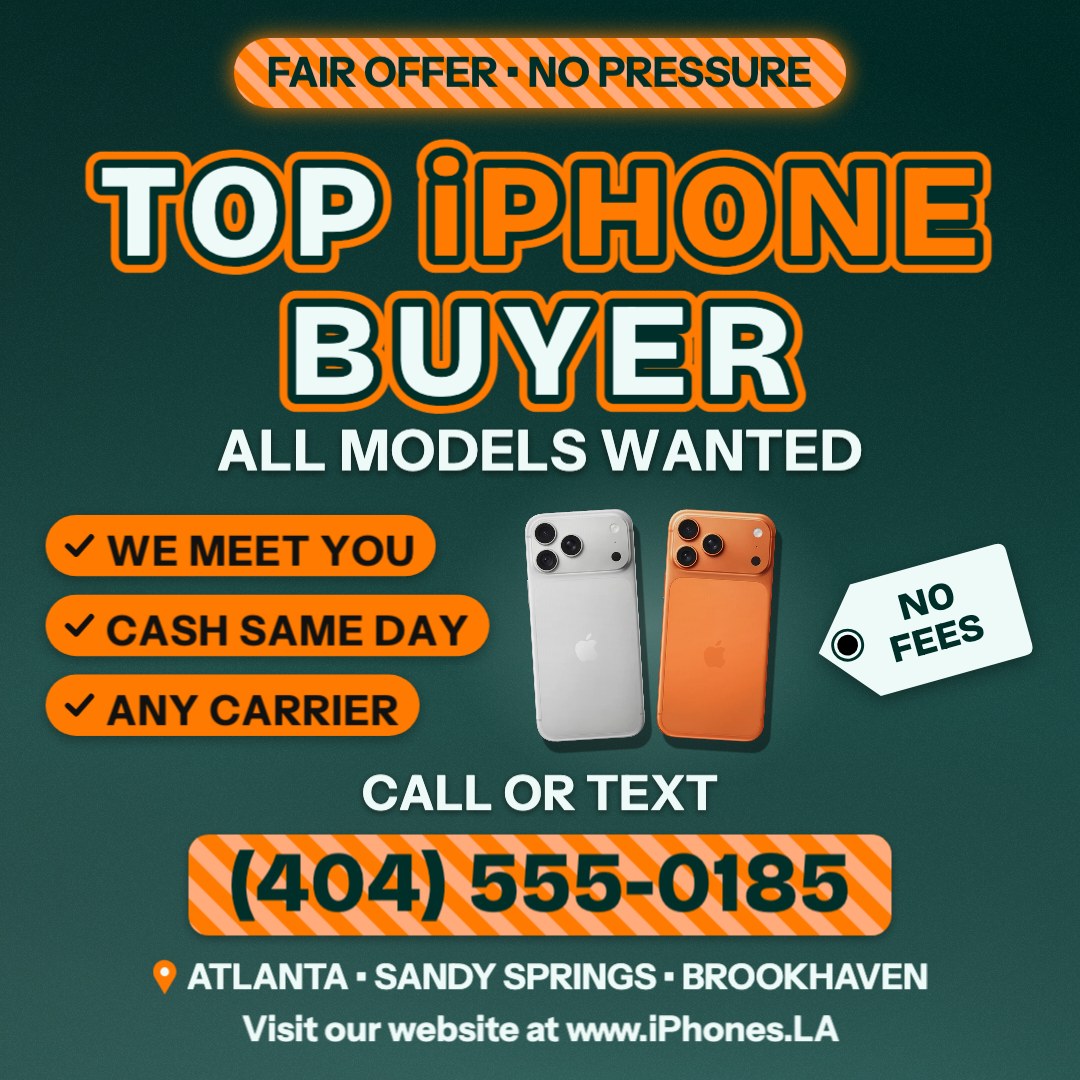 FAIR OFFER ▪ NO PRESSURE
TOP iPHONE
BUYER
ALL MODELS WANTED
✓ WE MEET YOU
✓ CASH SAME DAY
✓ ANY CARRIER
NO
FEES
CALL OR TEXT
(404) 555-0185
ATLANTA ▪ SANDY SPRINGS ▪ BROOKHAVEN
Visit our website at www.iPhones.LA